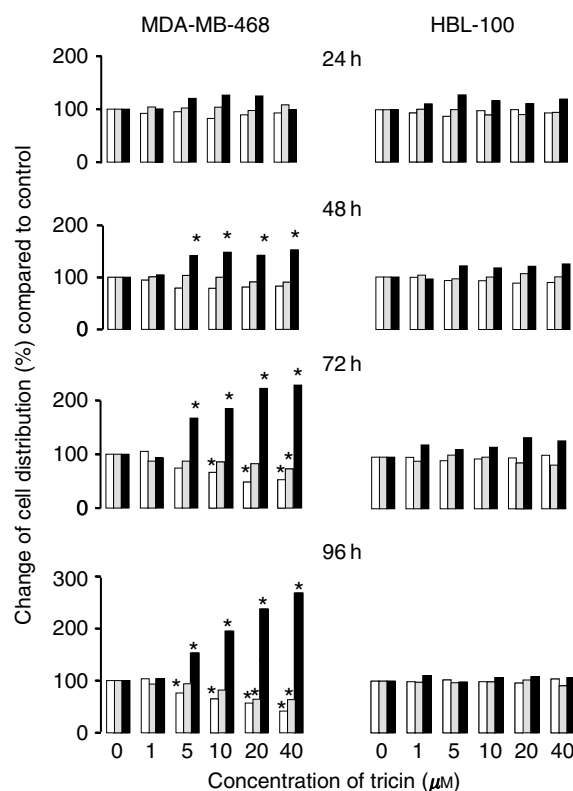 MDA-MB-468 HBL-100
24 h
200
100
0
48 h
200
* * * *
100
0
72 h
200
* * * *
100
* * * *
0
96 h
300
* * * *
200
100
* * * * * *
0
0 1 5 10 20 40 0 1 5 10 20 40
Concentration of tricin (μM)
Change of cell distribution (%) compared to control